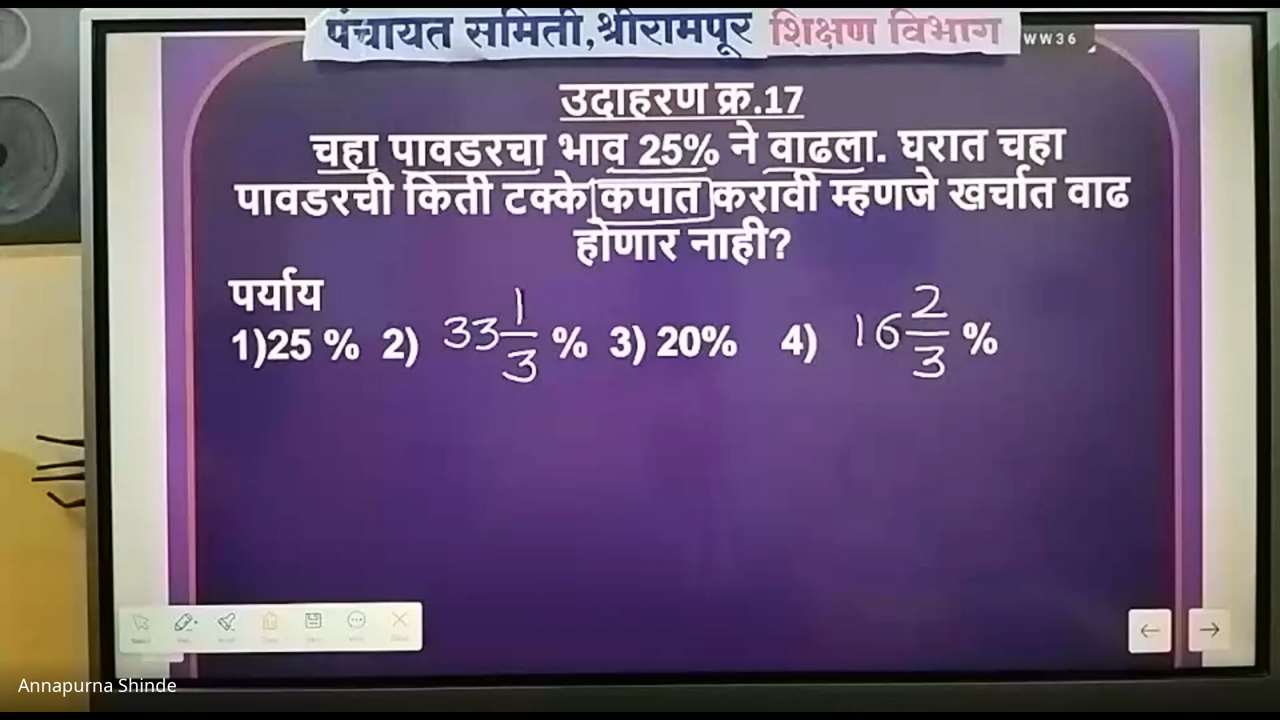 पंचायत समिती,श्रीरामपूर शिक्षण विभाग
WW36
उदाहरण क्र.17
चहा पावडरचा भाव 25% ने वाढला. घरात चहा
पावडरची किती टक्के कपात करावी म्हणजे खर्चात वाढ
होणार नाही?
पर्याय
1)25 % 2) 33 1/3 % 3) 20% 4) 16 2/3 %
Annapurna Shinde